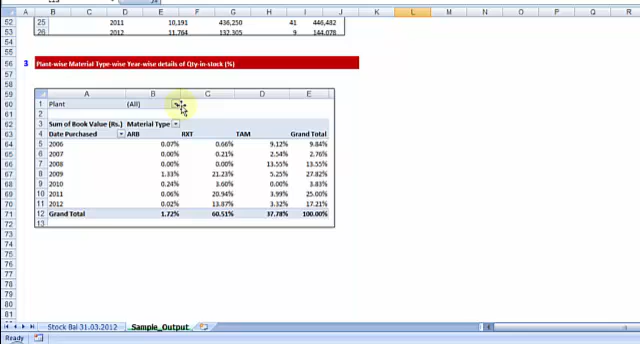 B C D E F G H I J K L M N O P Q R
52 25 2011 10,191 436,250 41 446,482
53 26 2012 11,764 132,305 9 144,078
54
55
56 3 Plant-wise Material Type-wise Year-wise details of Qty-in-stock (%)
57
58
59 A B C D E
60 1 Plant (All)
61 2
62 3 Sum of Book Value (Rs.) Material Type
63 4 Date Purchased ARB RXT TAM Grand Total
64 5 2006 0.07% 0.66% 9.12% 9.84%
65 6 2007 0.00% 0.21% 2.54% 2.76%
66 7 2008 0.00% 0.00% 13.55% 13.55%
67 8 2009 1.33% 21.23% 5.25% 27.82%
68 9 2010 0.24% 3.60% 0.00% 3.83%
69 10 2011 0.06% 20.94% 3.99% 25.00%
70 11 2012 0.02% 13.87% 3.32% 17.21%
71 12 Grand Total 1.72% 60.51% 37.78% 100.00%
72 13
73
74
75
76
77
78
79
80
81
Stock Bal 31.03.2012 Sample_Output
Ready